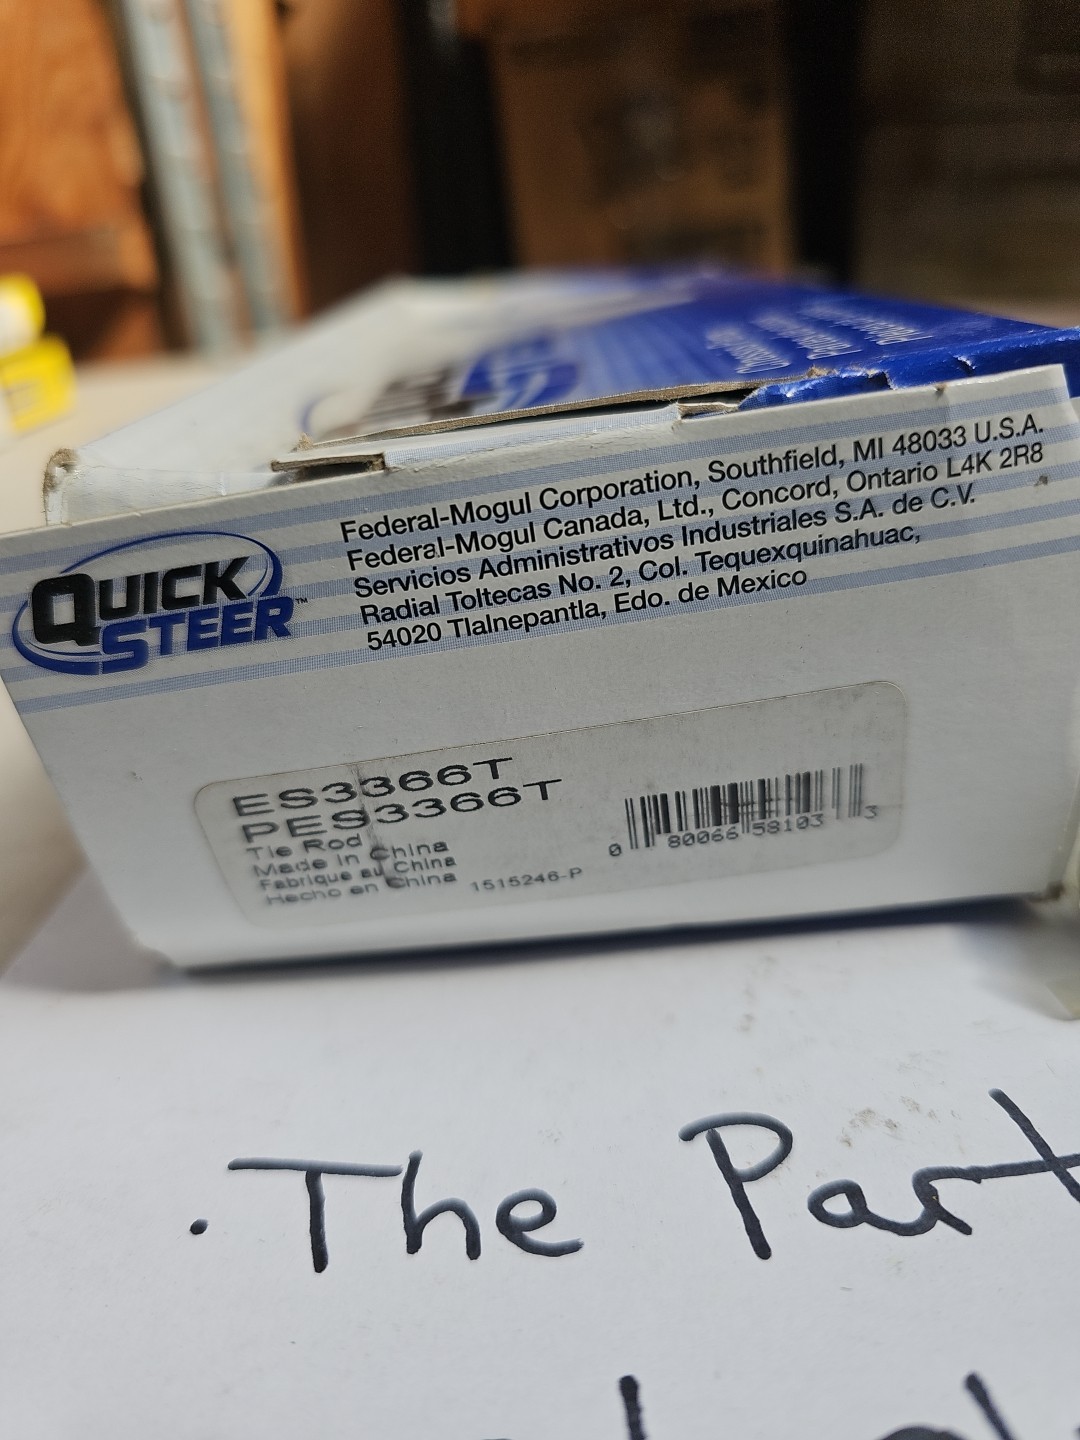 QUICK
STEER™
Federal-Mogul Corporation, Southfield, MI 48033 U.S.A.
Federal-Mogul Canada, Ltd., Concord, Ontario L4K 2R8
Servicios Administrativos Industriales S.A. de C.V.
Radial Toltecas No. 2, Col. Tequexquinahuac,
54020 Tlalnepantla, Edo. de Mexico
ES3366T
PES3366T
Tie Rod
Made in China
Fabrique au China
Hecho en China 1515246-P
0 80066 58103 3
. The Part